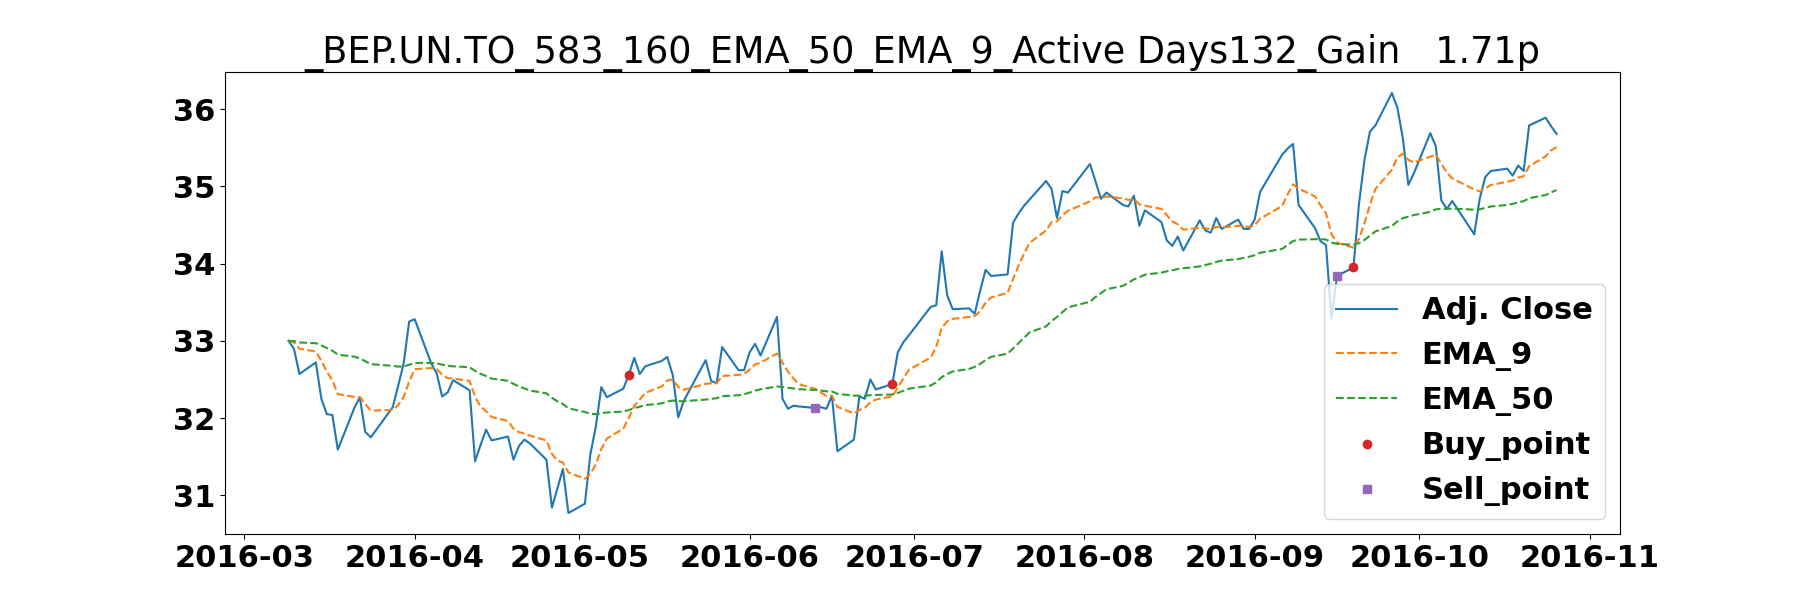 _BEP.UN.TO_583_160_EMA_50_EMA_9_Active Days132_Gain   1.71p
36
35
34
33
32
31
Adj. Close
EMA_9
EMA_50
Buy_point
Sell_point
2016-03 2016-04 2016-05 2016-06 2016-07 2016-08 2016-09 2016-10 2016-11